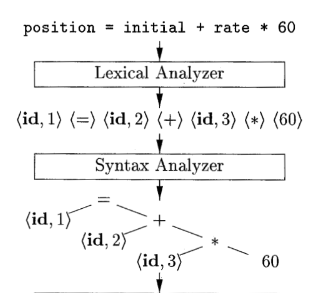 position = initial + rate * 60
Lexical Analyzer
⟨id, 1⟩ ⟨=⟩ ⟨id, 2⟩ ⟨+⟩ ⟨id, 3⟩ ⟨*⟩ ⟨60⟩
Syntax Analyzer
=
⟨id, 1⟩ +
⟨id, 2⟩ *
⟨id, 3⟩ 60